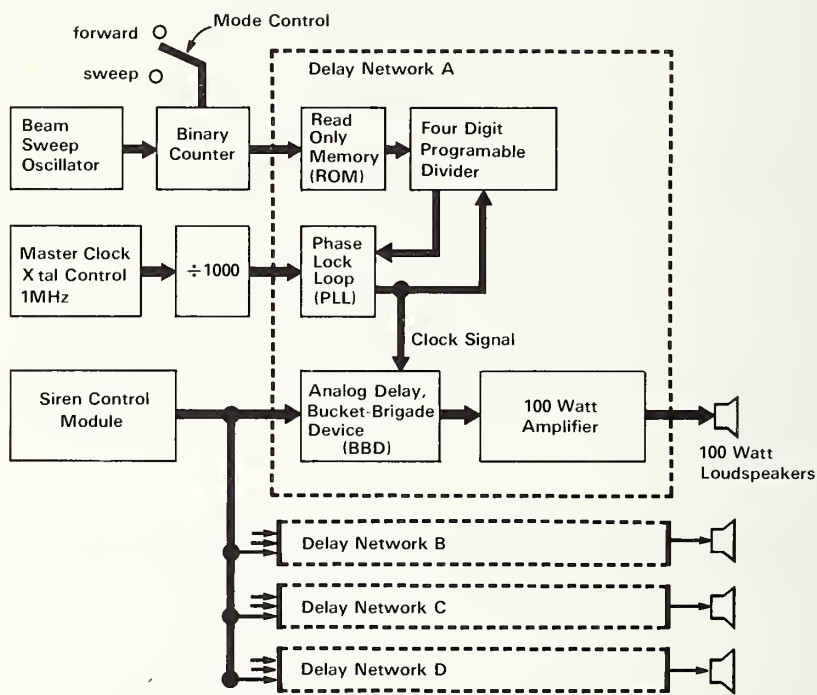 forward
Mode Control
sweep
Delay Network A
Beam
Sweep
Oscillator
Binary
Counter
Read
Only
Memory
(ROM)
Four Digit
Programable
Divider
Master Clock
X tal Control
1MHz
÷1000
Phase
Lock
Loop
(PLL)
Clock Signal
Siren Control
Module
Analog Delay,
Bucket-Brigade
Device
(BBD)
100 Watt
Amplifier
100 Watt
Loudspeakers
Delay Network B
Delay Network C
Delay Network D